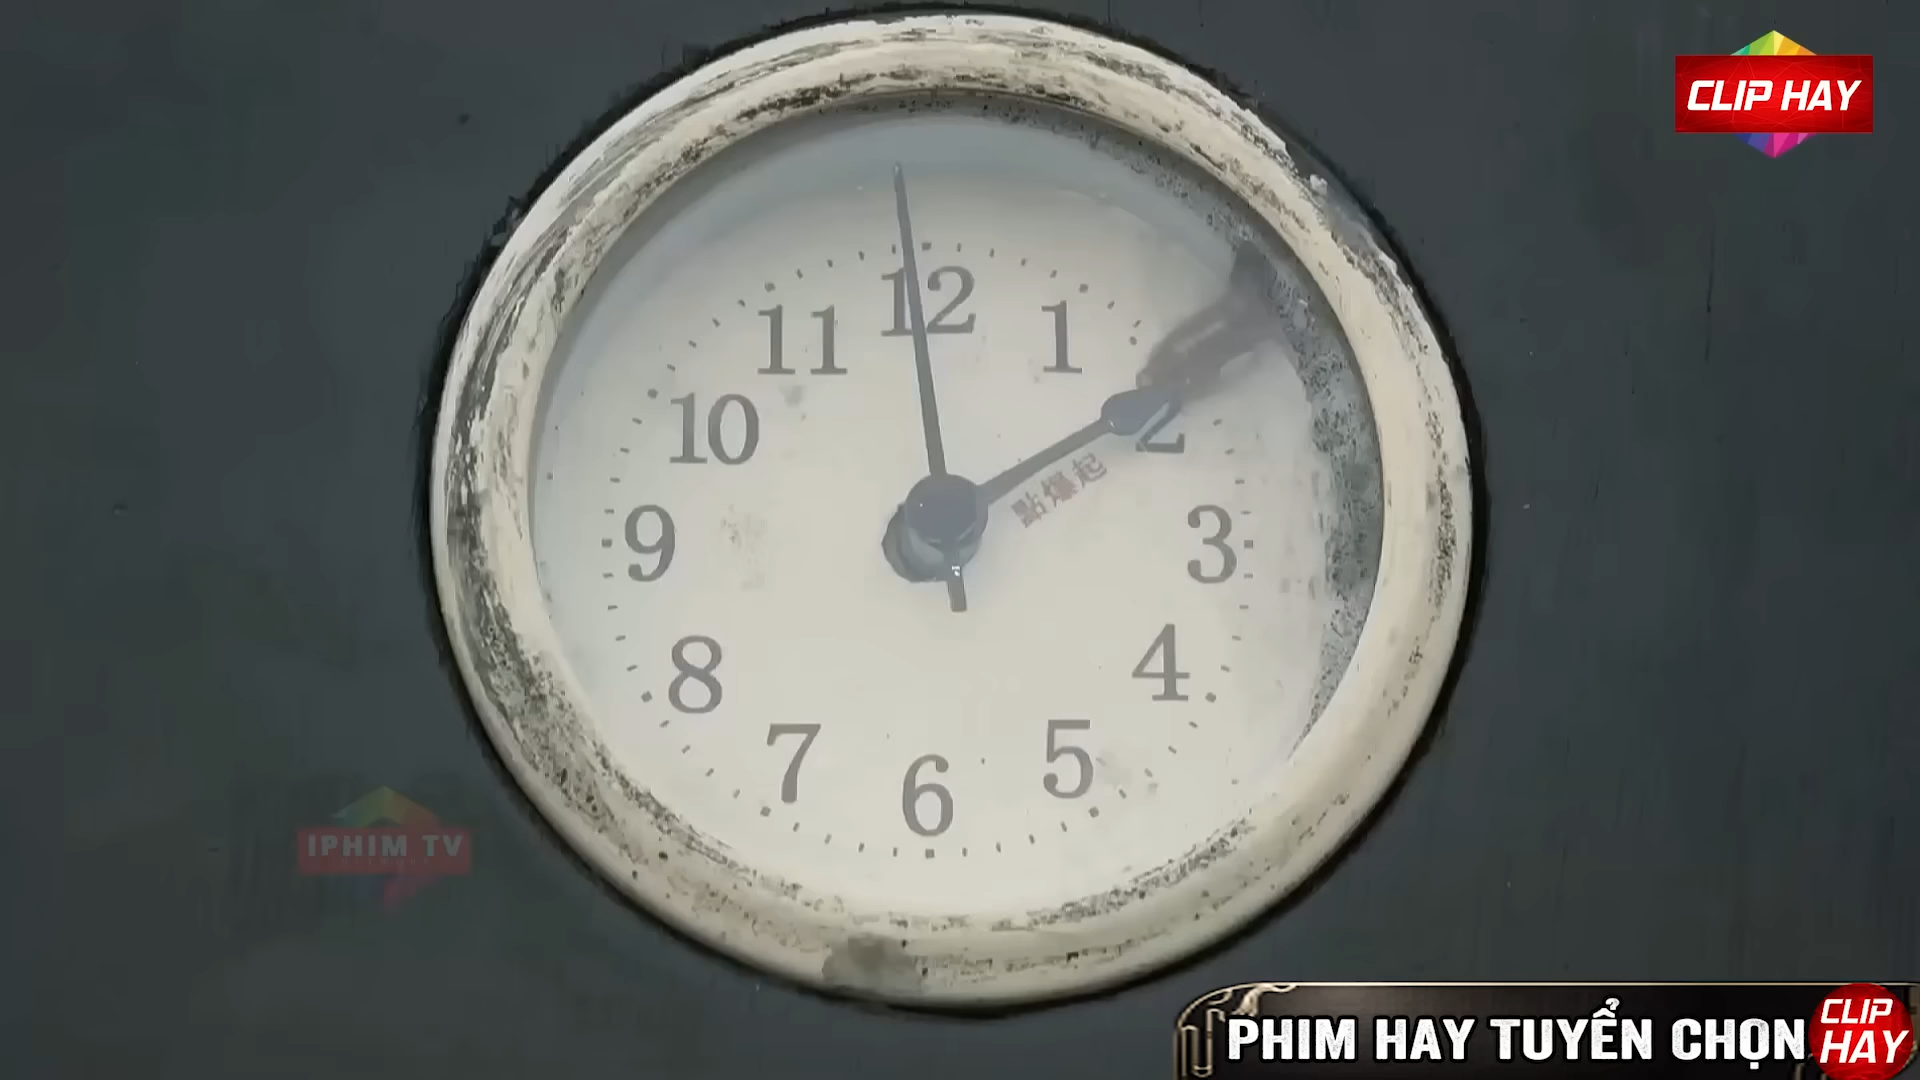 CLIP HAY
12
11
1
10
2
點爆起
9
3
8
4
7
5
6
IPHIM TV
PHIM HAY TUYỂN CHỌN
CLIP
HAY